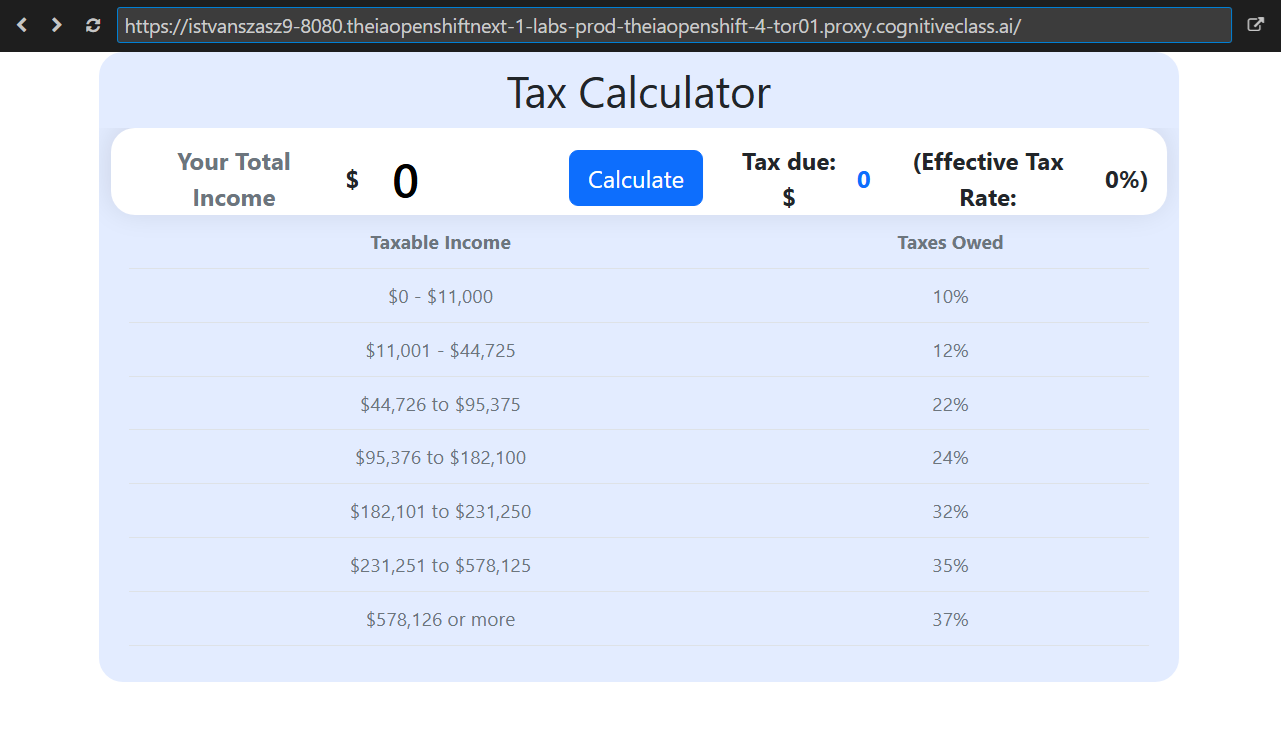 https://istvanszasz9-8080.theiaopenshiftnext-1-labs-prod-theiaopenshift-4-tor01.proxy.cognitiveclass.ai/
Tax Calculator
Your Total Income $ 0 Calculate Tax due: $ 0 (Effective Tax Rate: 0%)
Taxable Income Taxes Owed
$0 - $11,000 10%
$11,001 - $44,725 12%
$44,726 to $95,375 22%
$95,376 to $182,100 24%
$182,101 to $231,250 32%
$231,251 to $578,125 35%
$578,126 or more 37%